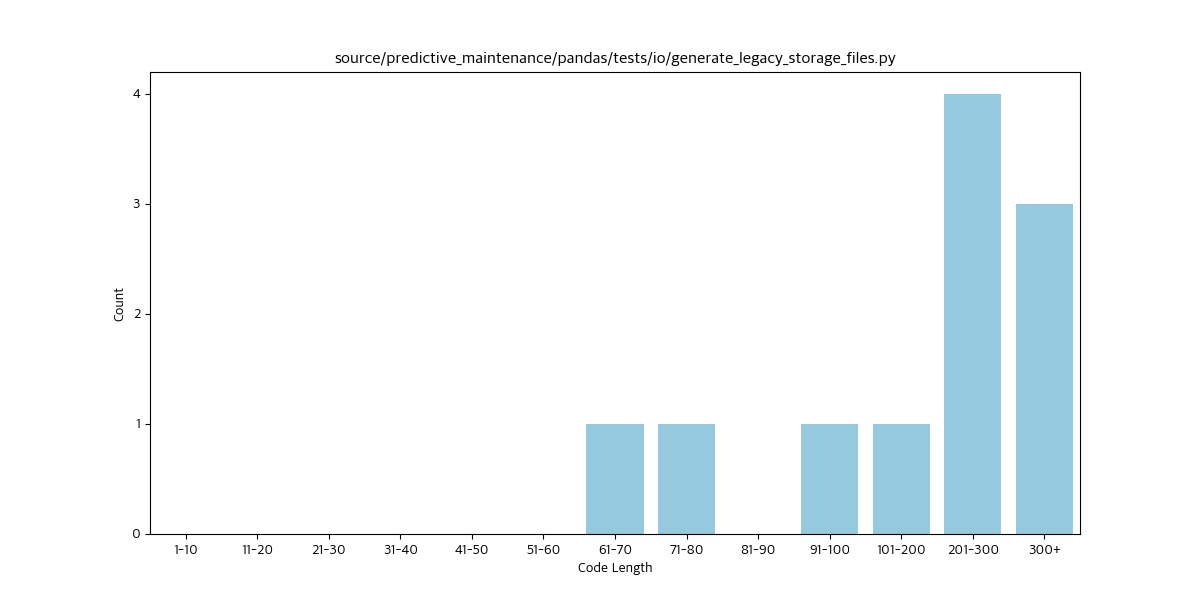 source/predictive_maintenance/pandas/tests/io/generate_legacy_storage_files.py
4
3
2
1
0
Count
1-10 11-20 21-30 31-40 41-50 51-60 61-70 71-80 81-90 91-100 101-200 201-300 300+
Code Length